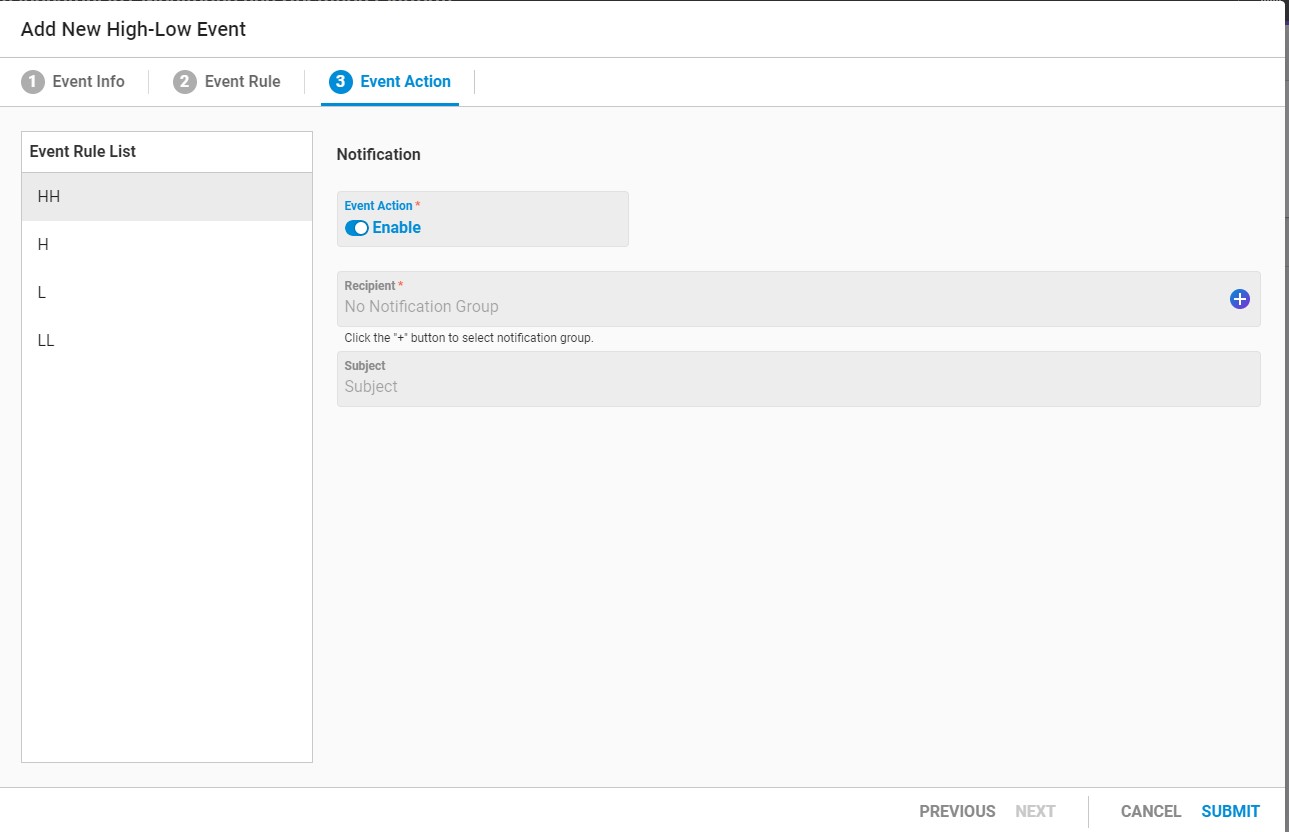 Add New High-Low Event
1 Event Info
2 Event Rule
3 Event Action
Event Rule List
HH
H
L
LL
Notification
Event Action *
Enable
Recipient *
No Notification Group
Click the "+" button to select notification group.
Subject
Subject
PREVIOUS NEXT CANCEL SUBMIT